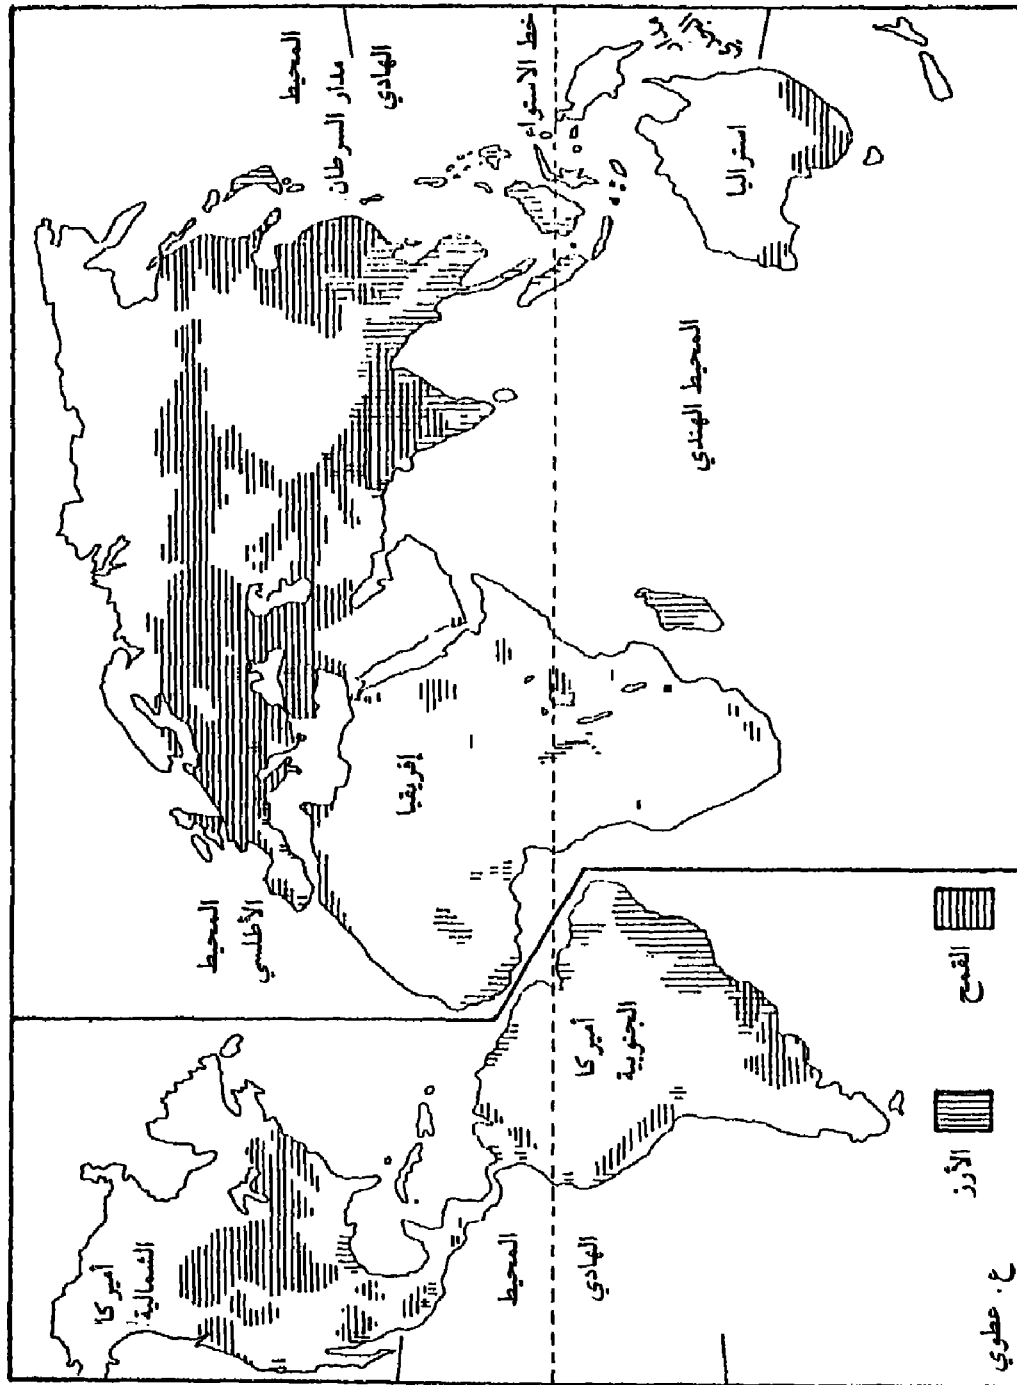 المحيط
الهادي
مدار السرطان
خط الاستواء
استراليا
المحيط الهندي
إفريقيا
المحيط
الأطلسي
أميركا
الشمالية
أميركا
الجنوبية
المحيط
الهادي
القمح
الأرز
ع. عطوي